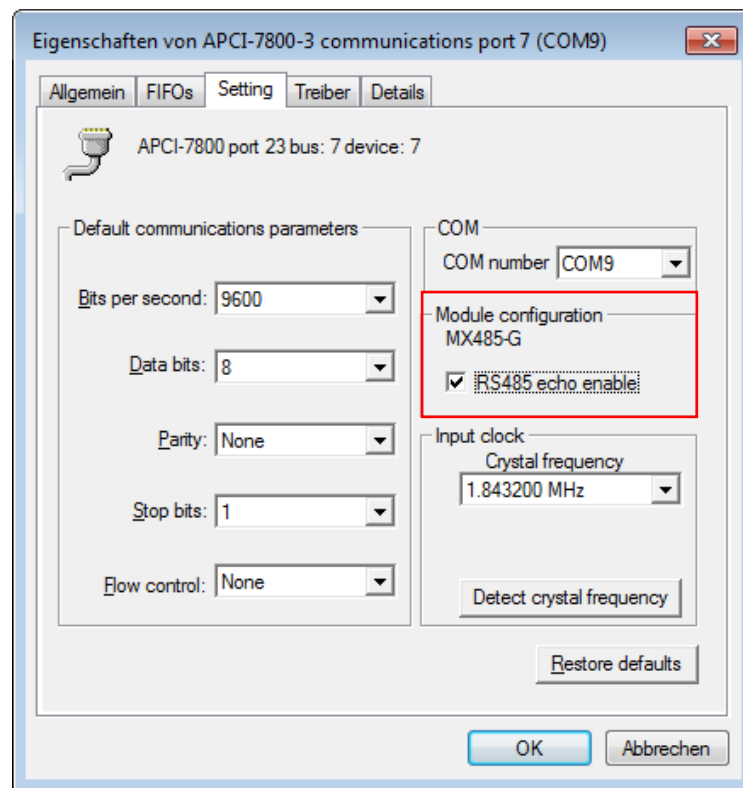 Eigenschaften von APCI-7800-3 communications port 7 (COM9)
Allgemein FIFOs Setting Treiber Details
APCI-7800 port 23 bus: 7 device: 7
Default communications parameters
Bits per second: 9600
Data bits: 8
Parity: None
Stop bits: 1
Flow control: None
COM
COM number COM9
Module configuration
MX485-G
RS485 echo enable
Input clock
Crystal frequency
1.843200 MHz
Detect crystal frequency
Restore defaults
OK Abbrechen